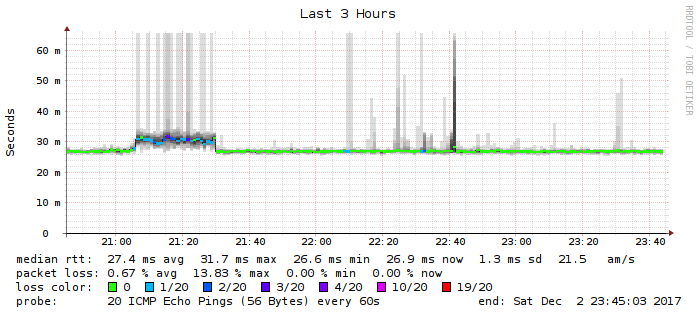 Last 3 Hours
RRDTOOL / TOBI OETIKER
Seconds
60 m
50 m
40 m
30 m
20 m
10 m
0
21:00 21:20 21:40 22:00 22:20 22:40 23:00 23:20 23:40
median rtt: 27.4 ms avg 31.7 ms max 26.6 ms min 26.9 ms now 1.3 ms sd 21.5 am/s
packet loss: 0.67 % avg 13.83 % max 0.00 % min 0.00 % now
loss color: 0 1/20 2/20 3/20 4/20 10/20 19/20
probe: 20 ICMP Echo Pings (56 Bytes) every 60s end: Sat Dec 2 23:45:03 2017